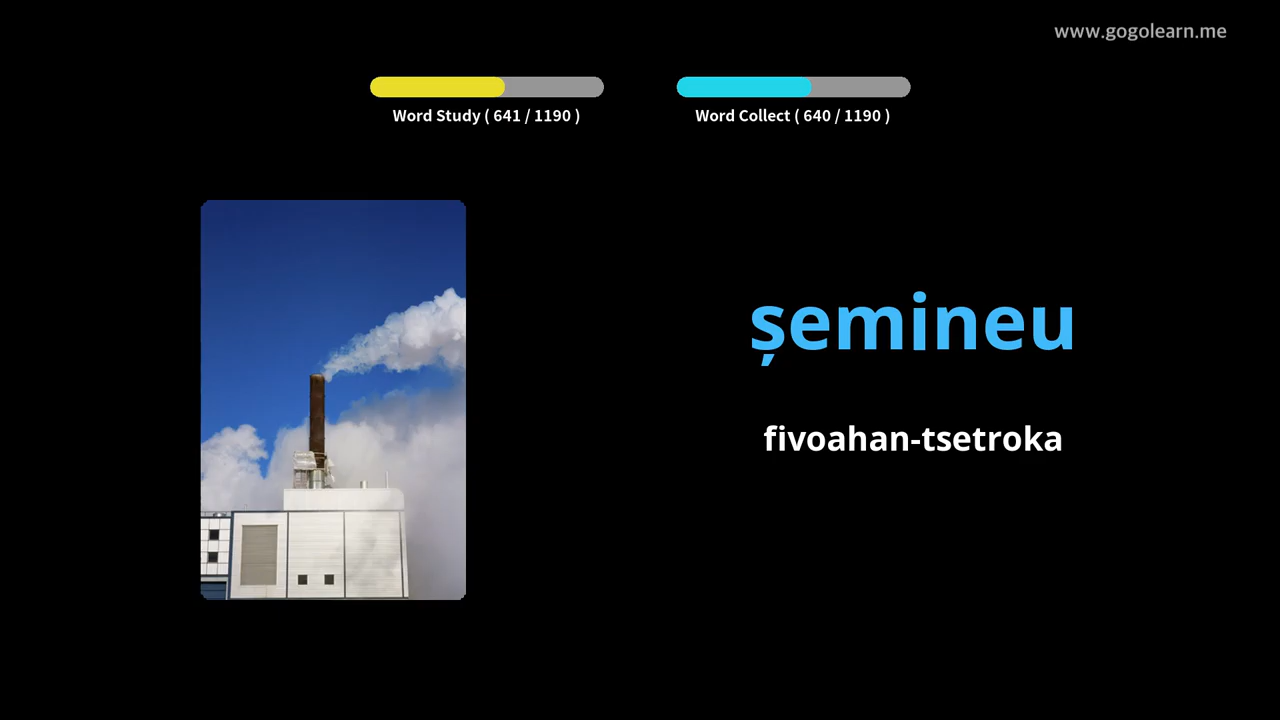 www.gogolearn.me
Word Study ( 641 / 1190 )
Word Collect ( 640 / 1190 )
șemineu
fivoahan-tsetroka